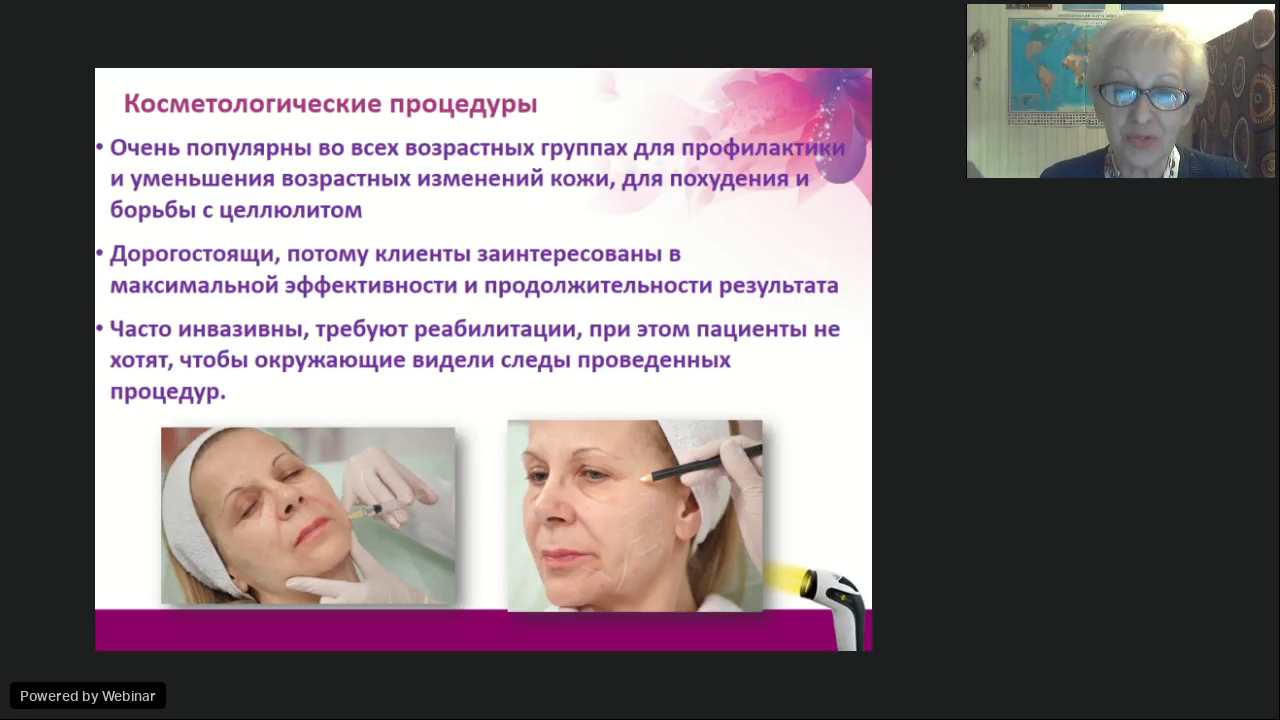 Косметологические процедуры
• Очень популярны во всех возрастных группах для профилактики
и уменьшения возрастных изменений кожи, для похудения и
борьбы с целлюлитом
• Дорогостоящи, потому клиенты заинтересованы в
максимальной эффективности и продолжительности результата
• Часто инвазивны, требуют реабилитации, при этом пациенты не
хотят, чтобы окружающие видели следы проведенных
процедур.
Powered by Webinar